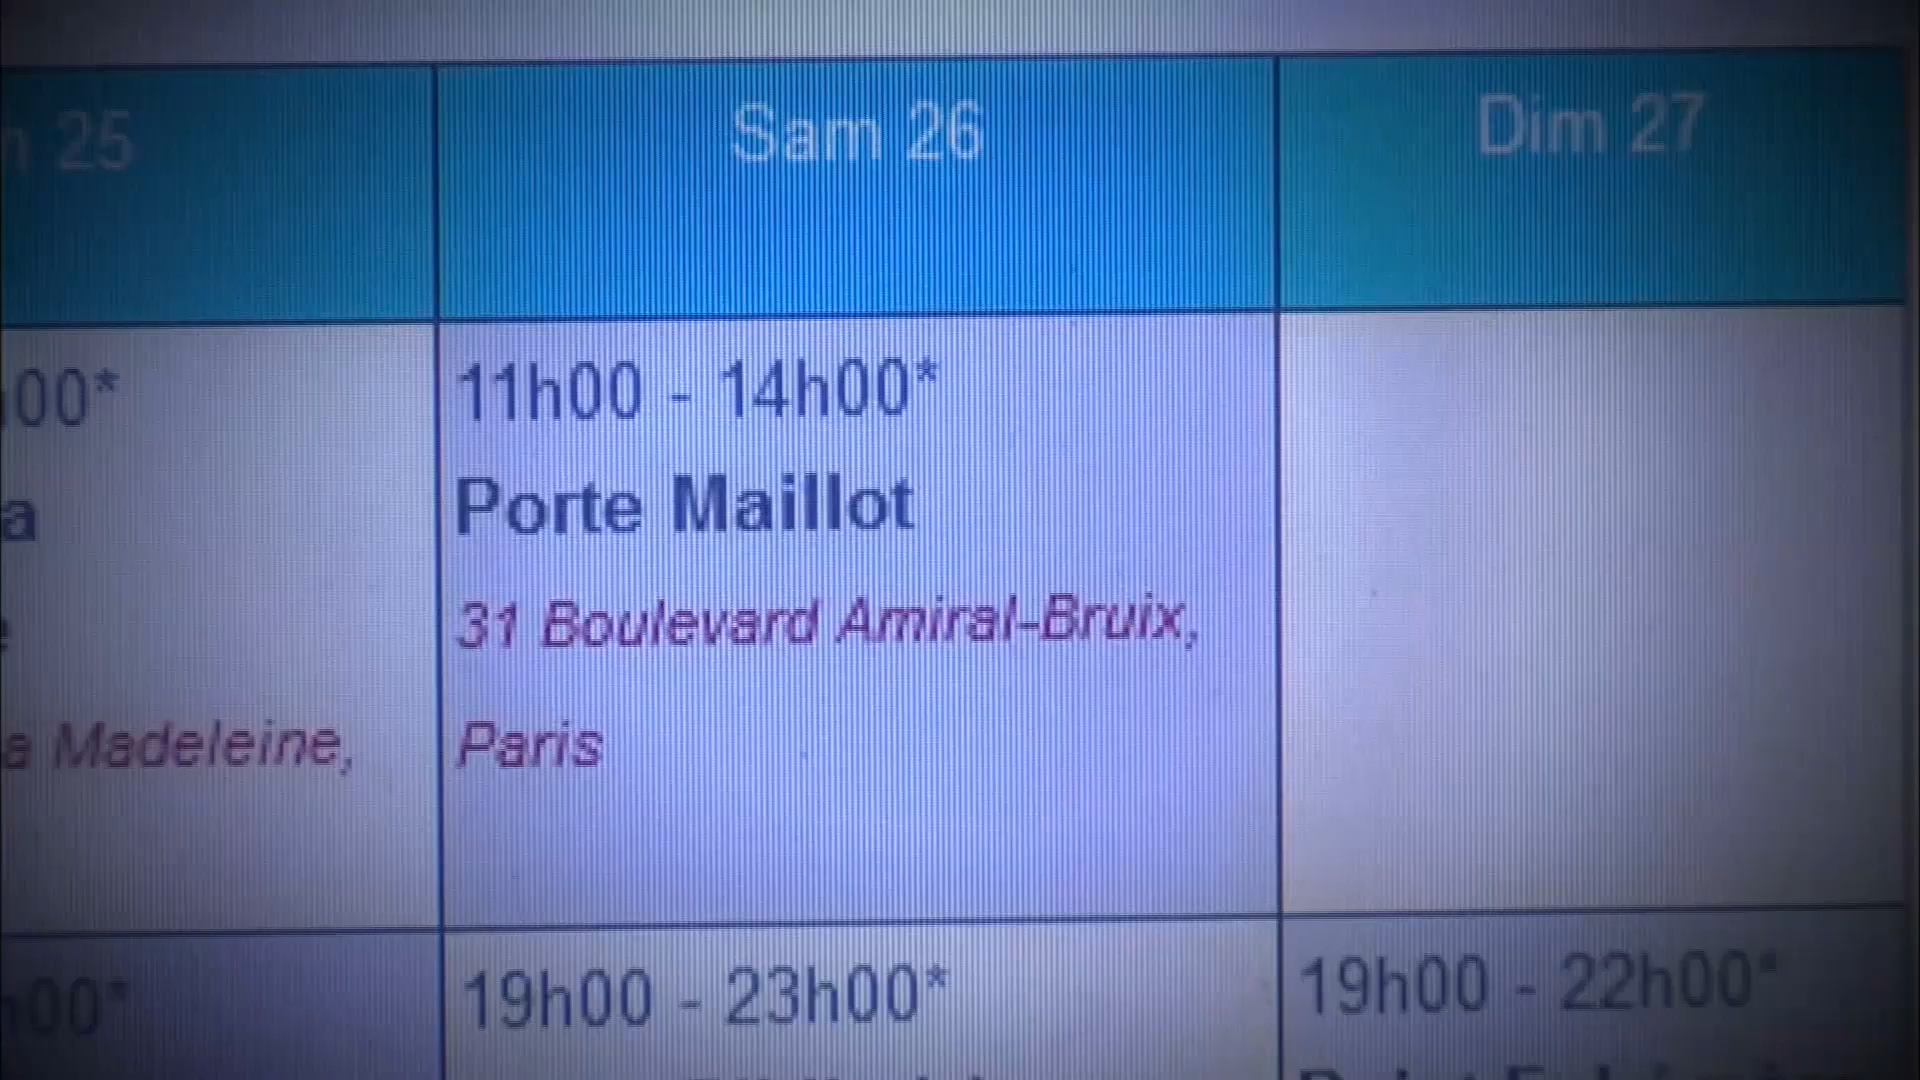 25
Sam 26
Dim 27
00*
11h00 - 14h00*
Porte Maillot
31 Boulevard Amiral-Bruix,
a Madeleine,
Paris
h00*
19h00 - 23h00*
19h00 - 22h00*